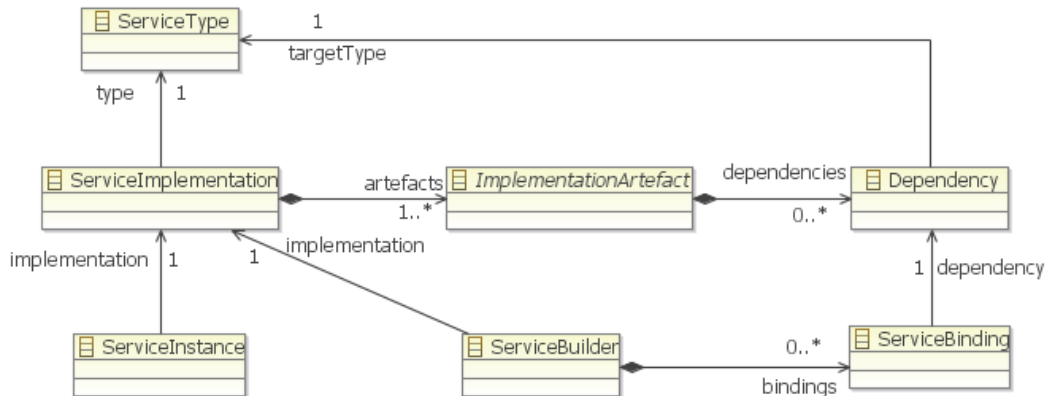 ServiceType
1
targetType
type
1
ServiceImplementation
artefacts
1..*
ImplementationArtefact
dependencies
0..*
Dependency
implementation
1
1
implementation
1
dependency
ServiceInstance
ServiceBuilder
0..*
bindings
ServiceBinding